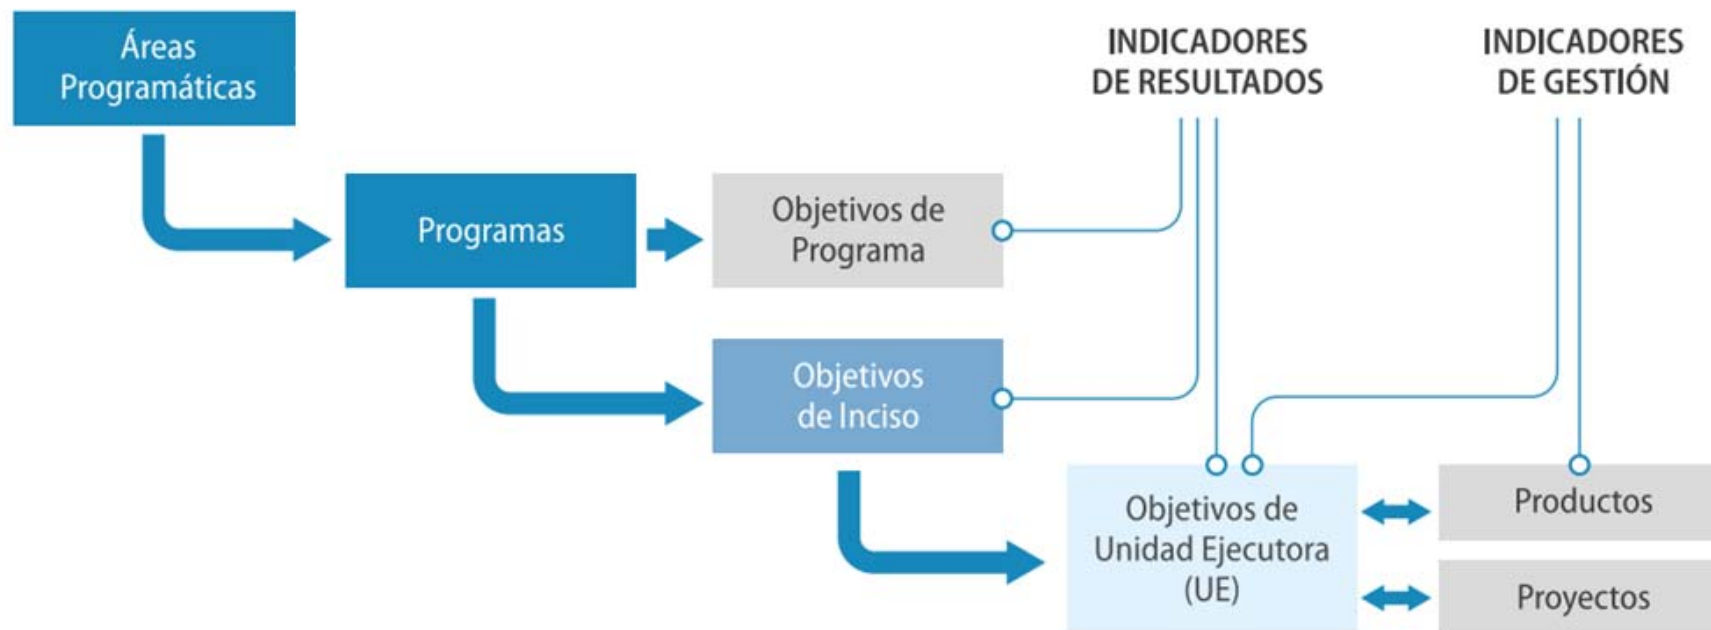 Áreas
Programáticas
INDICADORES
DE RESULTADOS
INDICADORES
DE GESTIÓN
Programas
Objetivos de
Programa
Objetivos
de Inciso
Objetivos de
Unidad Ejecutora
(UE)
Productos
Proyectos